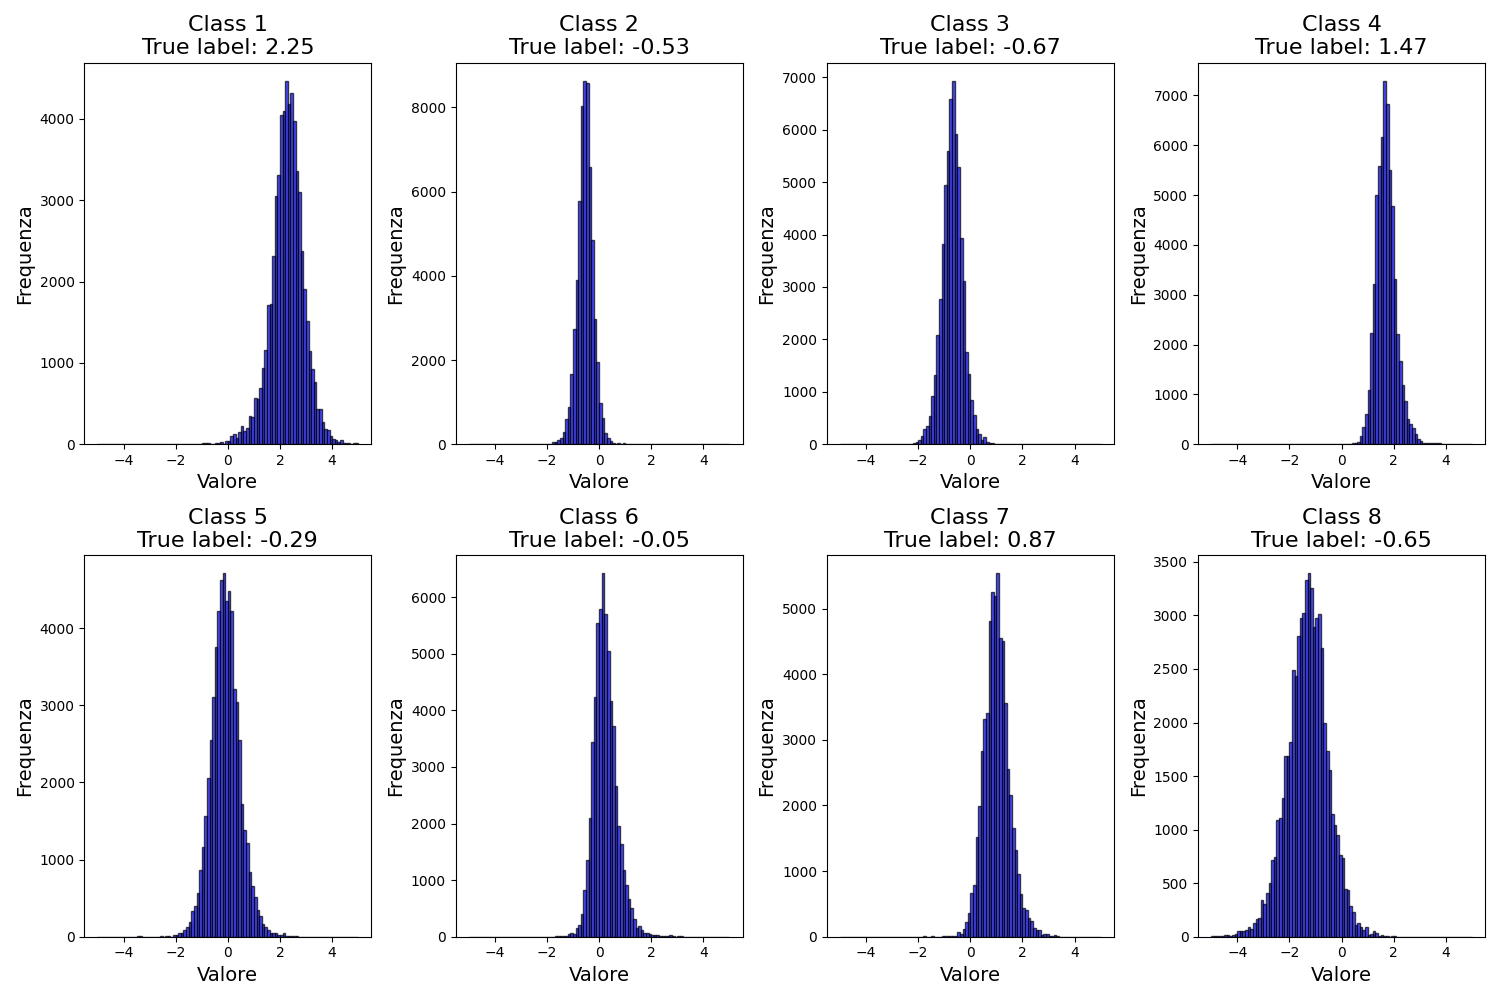 Class 1
True label: 2.25
Class 2
True label: -0.53
Class 3
True label: -0.67
Class 4
True label: 1.47
Frequenza
4000
3000
2000
1000
0
−4 −2 0 2 4
Valore
Frequenza
8000
6000
4000
2000
0
−4 −2 0 2 4
Valore
Frequenza
7000
6000
5000
4000
3000
2000
1000
0
−4 −2 0 2 4
Valore
Frequenza
7000
6000
5000
4000
3000
2000
1000
0
−4 −2 0 2 4
Valore
Class 5
True label: -0.29
Class 6
True label: -0.05
Class 7
True label: 0.87
Class 8
True label: -0.65
Frequenza
4000
3000
2000
1000
0
−4 −2 0 2 4
Valore
Frequenza
6000
5000
4000
3000
2000
1000
0
−4 −2 0 2 4
Valore
Frequenza
5000
4000
3000
2000
1000
0
−4 −2 0 2 4
Valore
Frequenza
3500
3000
2500
2000
1500
1000
500
0
−4 −2 0 2 4
Valore